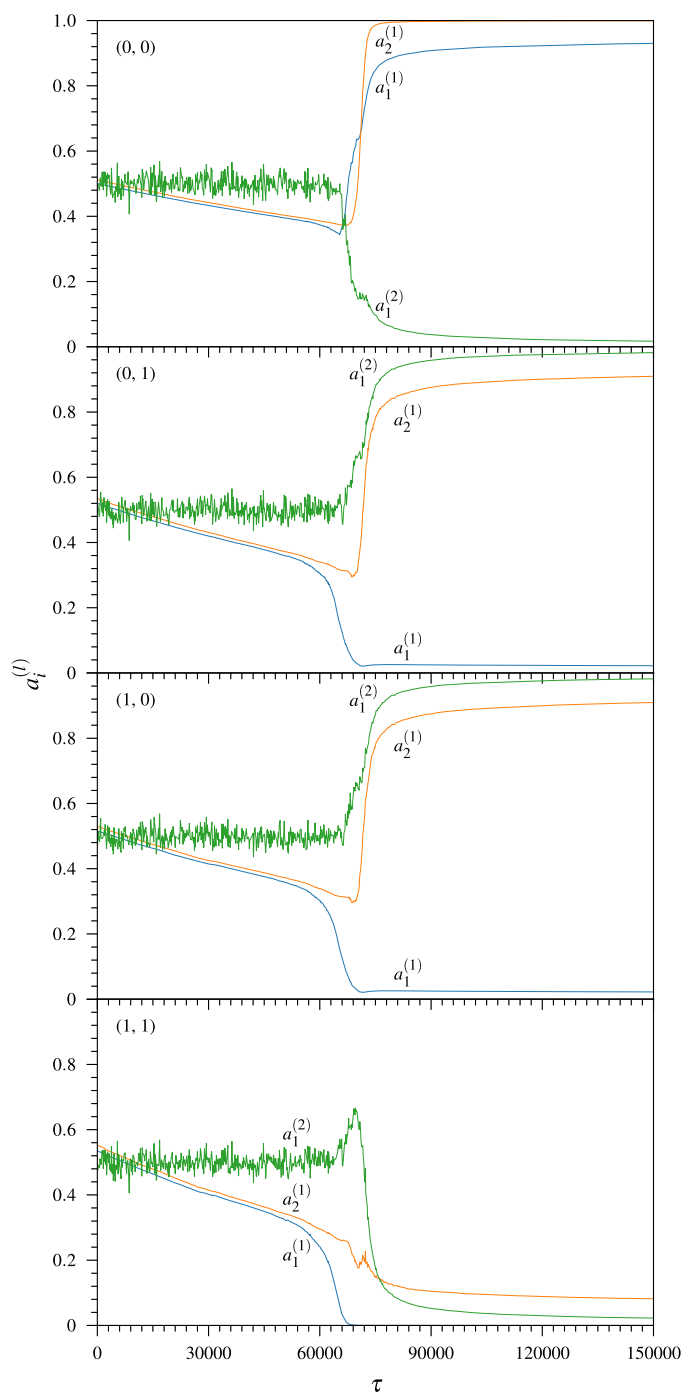 1.0
(0, 0)
a_2^{(1)}
a_1^{(1)}
0.8
0.6
0.4
0.2
a_1^{(2)}
0
(0, 1)
a_1^{(2)}
a_2^{(1)}
0.8
0.6
0.4
0.2
a_1^{(1)}
0
a_i^{(l)}
(1, 0)
a_1^{(2)}
a_2^{(1)}
0.8
0.6
0.4
0.2
a_1^{(1)}
0
(1, 1)
0.8
0.6
a_1^{(2)}
0.4
a_2^{(1)}
0.2
a_1^{(1)}
0
0 30000 60000 90000 120000 150000
τ